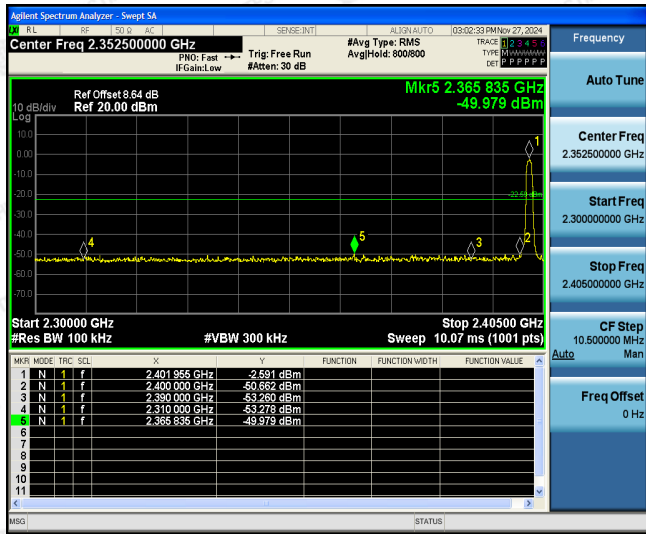 Agilent Spectrum Analyzer - Swept SA
RL RF 50 Ω AC SENSE:INT ALIGN AUTO 03:02:33 PM Nov 27, 2024
Center Freq 2.352500000 GHz
PNO: Fast
IFGain:Low
Trig: Free Run
#Atten: 30 dB
#Avg Type: RMS
Avg|Hold: 800/800
TRACE 1 2 3 4 5 6
TYPE M W W W W W
DET P P P P P P
Frequency
Mkr5 2.365 835 GHz
-49.979 dBm
Ref Offset 8.64 dB
Ref 20.00 dBm
10 dB/div
Log
10.0
0.00
-10.0
-20.0
-30.0
-40.0
-50.0
-60.0
-70.0
1
-22.59 dBm
4
5
3
2
Start 2.30000 GHz
Stop 2.40500 GHz
#Res BW 100 kHz
#VBW 300 kHz
Sweep 10.07 ms (1001 pts)
MKR MODE TRC SCL X Y FUNCTION FUNCTION WIDTH FUNCTION VALUE
1 N 1 f 2.401 955 GHz -2.591 dBm
2 N 1 f 2.400 000 GHz -50.662 dBm
3 N 1 f 2.390 000 GHz -53.260 dBm
4 N 1 f 2.310 000 GHz -53.278 dBm
5 N 1 f 2.365 835 GHz -49.979 dBm
6
7
8
9
10
11
MSG
STATUS
Auto Tune
Center Freq
2.352500000 GHz
Start Freq
2.300000000 GHz
Stop Freq
2.405000000 GHz
CF Step
10.500000 MHz
Auto Man
Freq Offset
0 Hz